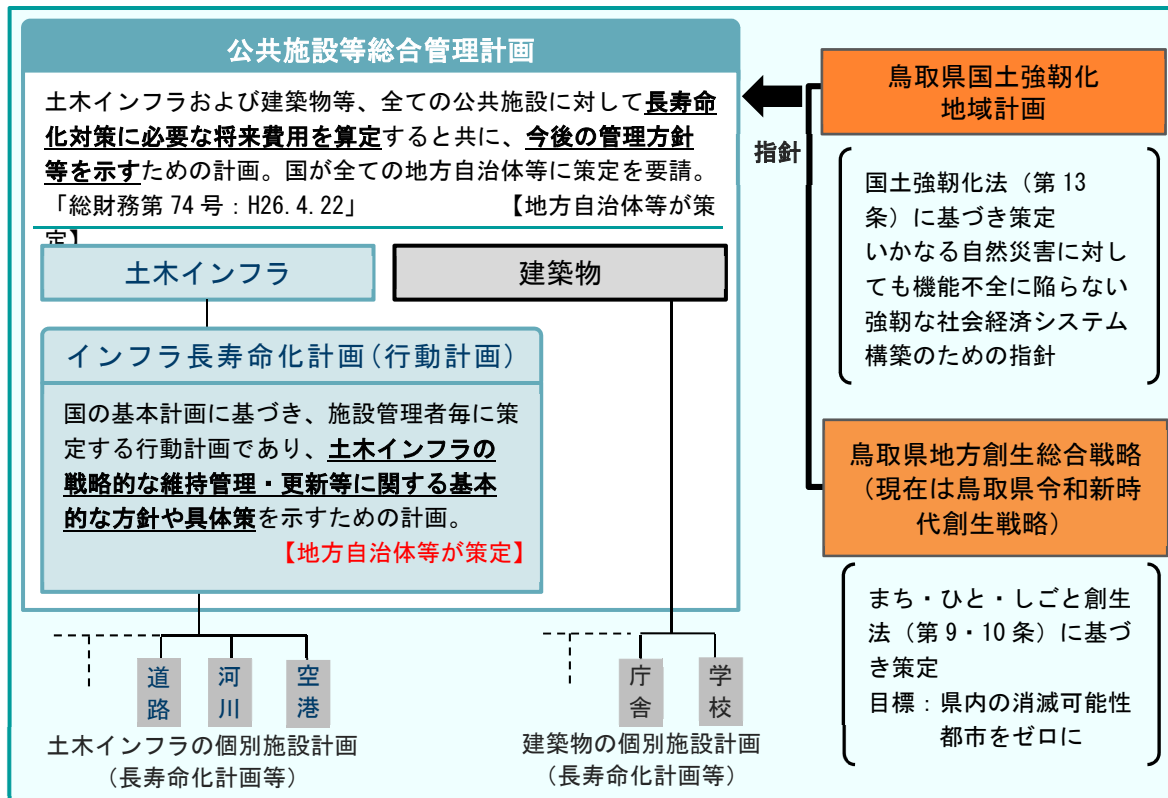 公共施設等総合管理計画
土木インフラおよび建築物等、全ての公共施設に対して長寿命
化対策に必要な将来費用を算定すると共に、今後の管理方針
等を示すための計画。国が全ての地方自治体等に策定を要請。
「総財務第74号：H26.4.22」 【地方自治体等が策
定】
土木インフラ
建築物
インフラ長寿命化計画(行動計画)
国の基本計画に基づき、施設管理者毎に策
定する行動計画であり、土木インフラの
戦略的な維持管理・更新等に関する基本
的な方針や具体策を示すための計画。
【地方自治体等が策定】
道路
河川
空港
土木インフラの個別施設計画
（長寿命化計画等）
庁舎
学校
建築物の個別施設計画
（長寿命化計画等）
指針
鳥取県国土強靭化
地域計画
国土強靭化法（第13
条）に基づき策定
いかなる自然災害に対し
ても機能不全に陥らない
強靭な社会経済システム
構築のための指針
鳥取県地方創生総合戦略
（現在は鳥取県令和新時
代創生戦略）
まち・ひと・しごと創生
法（第9・10条）に基づ
き策定
目標：県内の消滅可能性
都市をゼロに